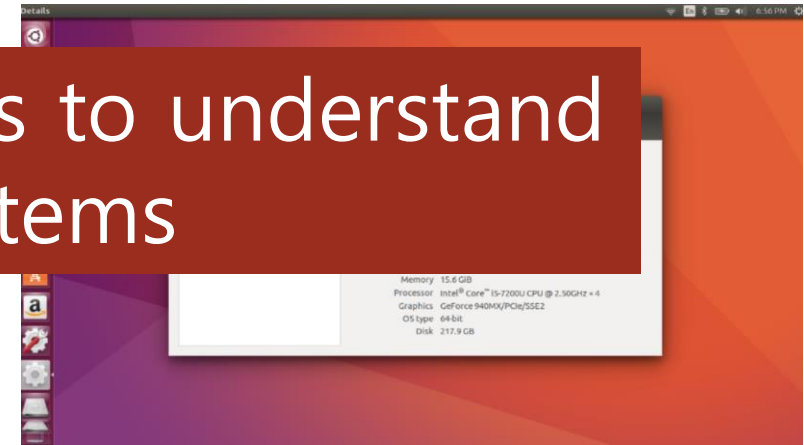 Details
En
6:56 PM
s to understand
tems
Memory 15.6 GiB
Processor Intel® Core™ i5-7200U CPU @ 2.50GHz × 4
Graphics GeForce 940MX/PCIe/SSE2
OS type 64-bit
Disk 217.9 GB
A
a